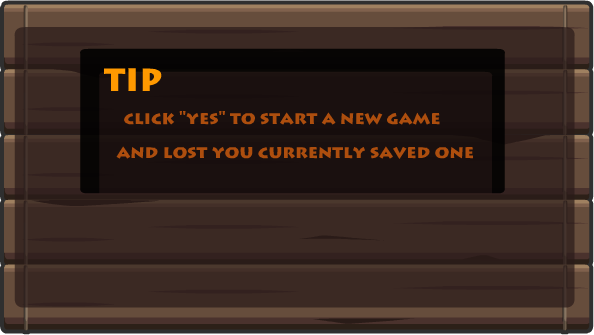 TIP
CLICK "YES" TO START A NEW GAME
AND LOST YOU CURRENTLY SAVED ONE